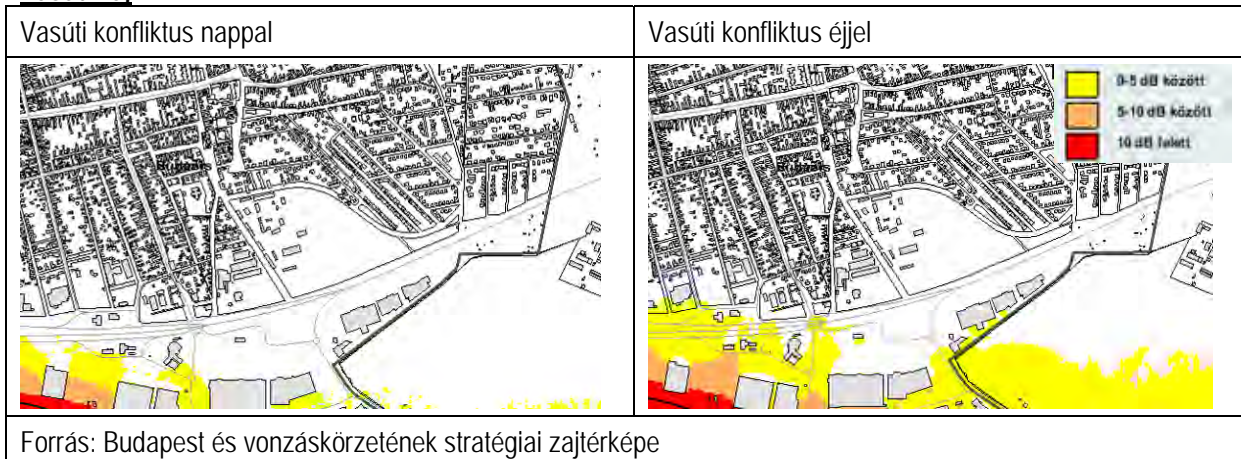 Vasúti konfliktus nappal
Vasúti konfliktus éjjel
0-5 dB között
5-10 dB között
10 dB felett
Forrás: Budapest és vonzáskörzetének stratégiai zajtérképe